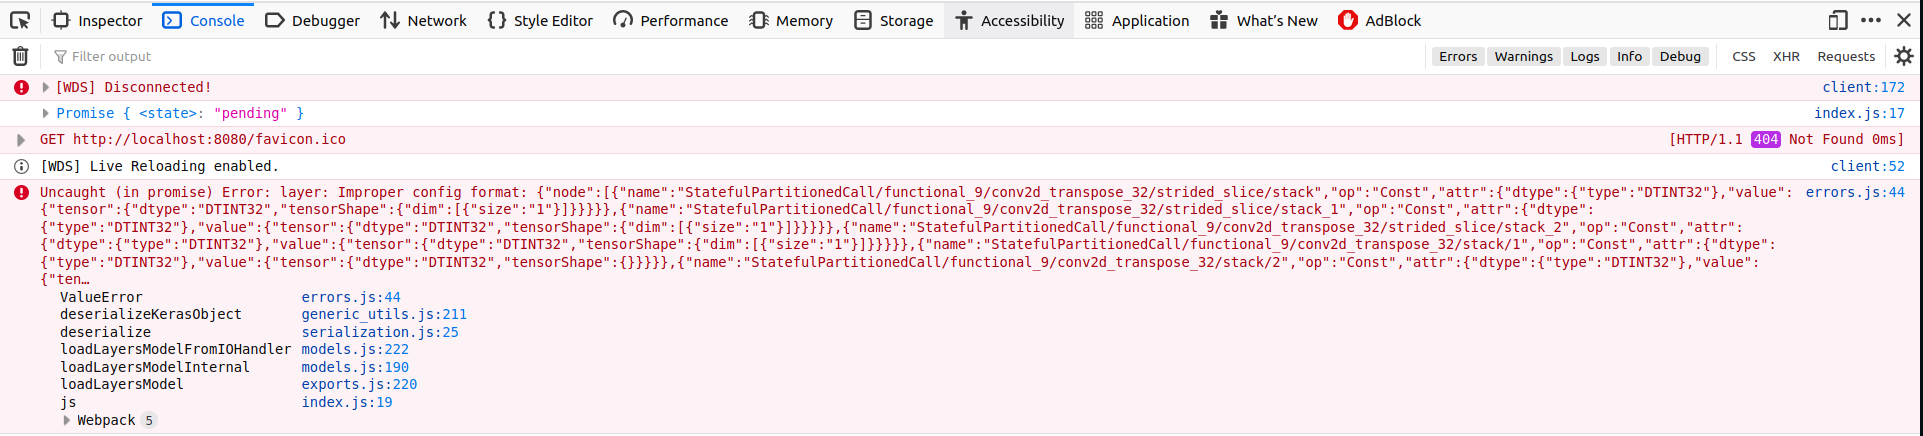 Inspector Console Debugger Network Style Editor Performance Memory Storage Accessibility Application What's New AdBlock
Filter output Errors Warnings Logs Info Debug CSS XHR Requests
[WDS] Disconnected! client:172
Promise { <state>: "pending" } index.js:17
GET http://localhost:8080/favicon.ico [HTTP/1.1 404 Not Found 0ms]
[WDS] Live Reloading enabled. client:52
Uncaught (in promise) Error: layer: Improper config format: {"node":[{"name":"StatefulPartitionedCall/functional_9/conv2d_transpose_32/strided_slice/stack","op":"Const","attr":{"dtype":{"type":"DTINT32"},"value": errors.js:44
{"tensor":{"dtype":"DTINT32","tensorShape":{"dim":[{"size":"1"}]}}}}},{"name":"StatefulPartitionedCall/functional_9/conv2d_transpose_32/strided_slice/stack_1","op":"Const","attr":{"dtype":
{"type":"DTINT32"},"value":{"tensor":{"dtype":"DTINT32","tensorShape":{"dim":[{"size":"1"}]}}}}},{"name":"StatefulPartitionedCall/functional_9/conv2d_transpose_32/strided_slice/stack_2","op":"Const","attr":
{"dtype":{"type":"DTINT32"},"value":{"tensor":{"dtype":"DTINT32","tensorShape":{"dim":[{"size":"1"}]}}}}},{"name":"StatefulPartitionedCall/functional_9/conv2d_transpose_32/stack/1","op":"Const","attr":{"dtype":
{"type":"DTINT32"},"value":{"tensor":{"dtype":"DTINT32","tensorShape":{}}}}},{"name":"StatefulPartitionedCall/functional_9/conv2d_transpose_32/stack/2","op":"Const","attr":{"dtype":{"type":"DTINT32"},"value":
{"ten…
ValueError errors.js:44
deserializeKerasObject generic_utils.js:211
deserialize serialization.js:25
loadLayersModelFromIOHandler models.js:222
loadLayersModelInternal models.js:190
loadLayersModel exports.js:220
js index.js:19
Webpack 5